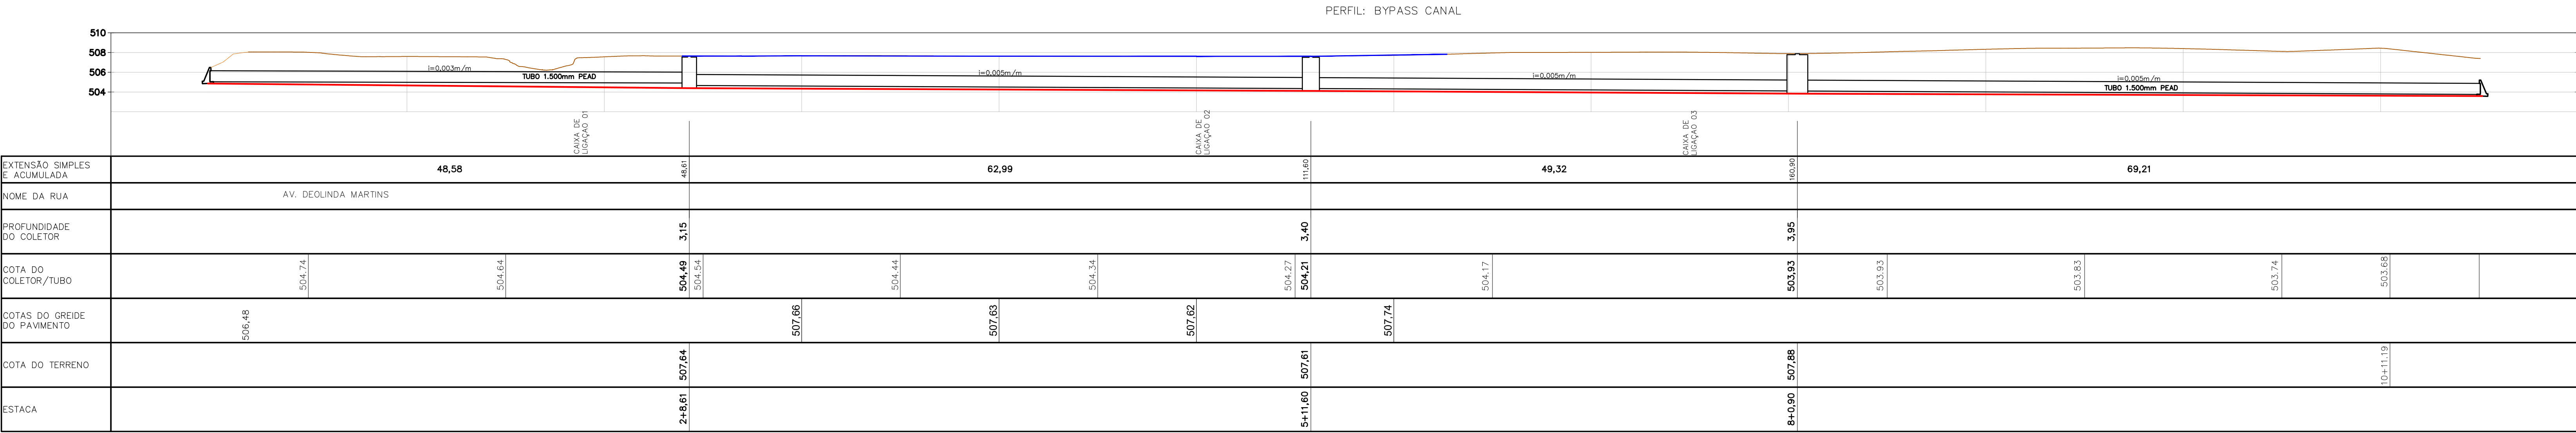 PERFIL: BYPASS CANAL
510
508
506
504
i=0,003m/m
TUBO 1.500mm PEAD
i=0,005m/m
i=0,005m/m
i=0,005m/m
TUBO 1.500mm PEAD
CAIXA DE
LIGAÇAO 01
CAIXA DE
LIGAÇAO 02
CAIXA DE
LIGAÇAO 03
EXTENSÃO SIMPLES
E ACUMULADA
48,58
48,61
62,99
111,60
49,32
160,90
69,21
NOME DA RUA
AV. DEOLINDA MARTINS
PROFUNDIDADE
DO COLETOR
3,15
3,40
3,95
COTA DO
COLETOR/TUBO
504.74
504.64
504,49
504.54
504.44
504.34
504.27
504,21
504.17
503,93
503.93
503.83
503.74
503.68
COTAS DO GREIDE
DO PAVIMENTO
506,48
507,66
507,63
507,62
507,74
COTA DO TERRENO
507,64
507,61
507,88
10+11.19
ESTACA
2+8,61
5+11,60
8+0,90